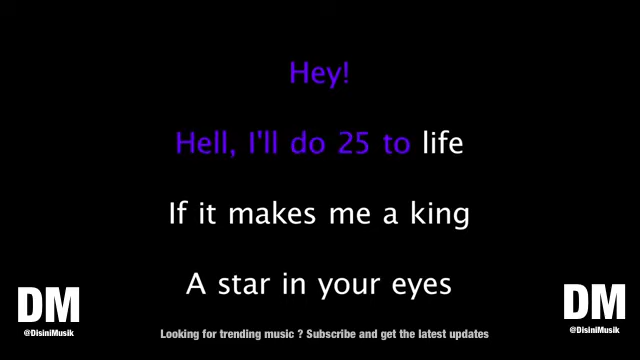 Hey!
Hell, I'll do 25 to life
If it makes me a king
A star in your eyes
DM
@DisiniMusik
DM
@DisiniMusik
Looking for trending music ? Subscribe and get the latest updates